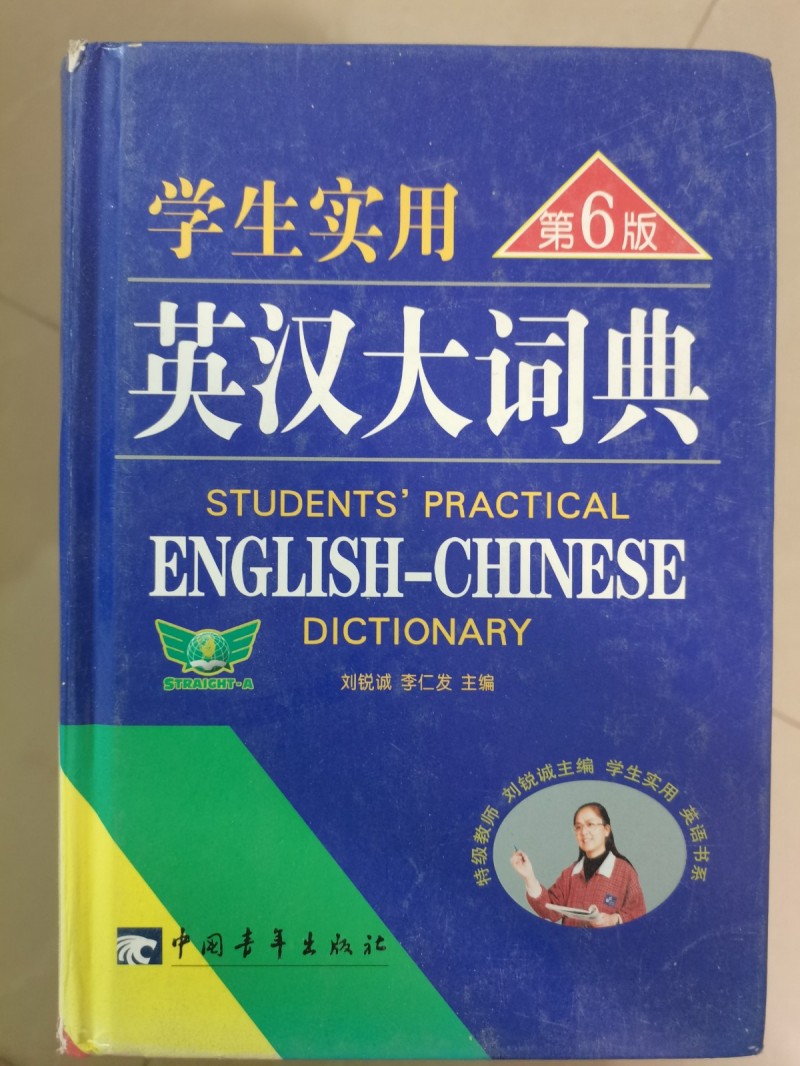 学生实用
第6版
英汉大词典
STUDENTS' PRACTICAL
ENGLISH-CHINESE
DICTIONARY
STRAIGHT-A
刘锐诚 李仁发 主编
特级教师 刘锐诚主编 学生实用 英语书系
中国青年出版社